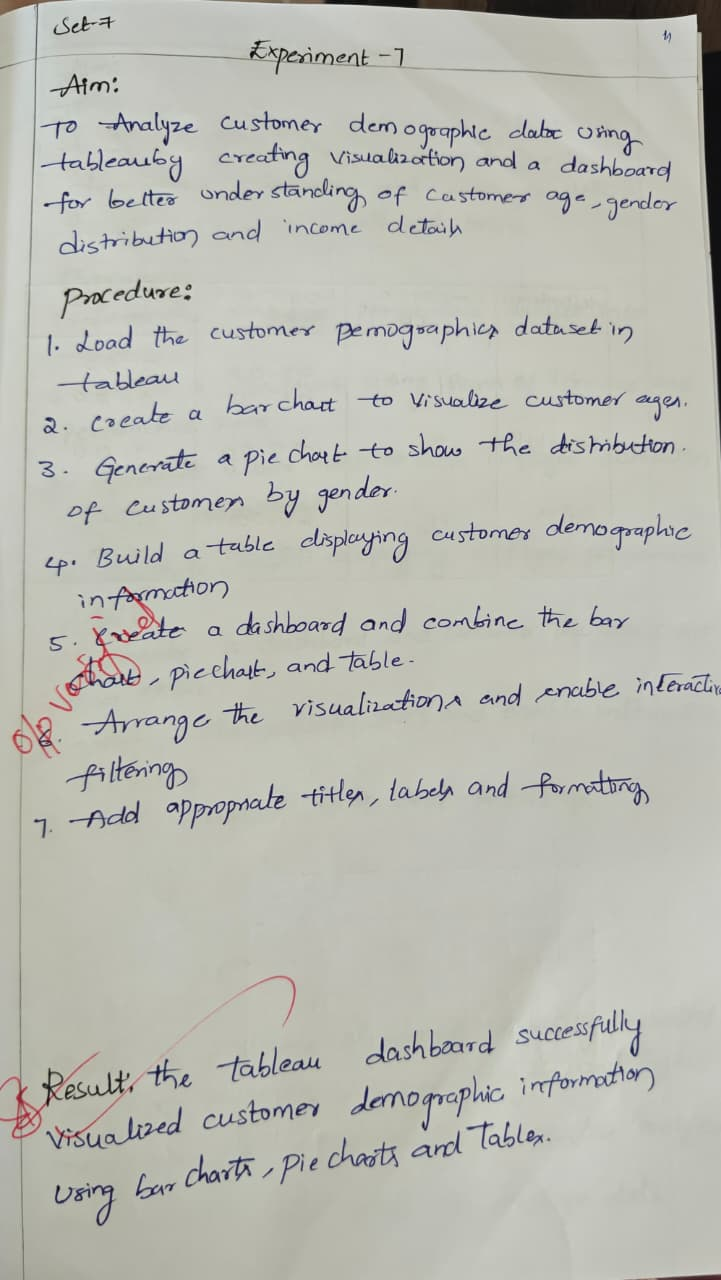 Set-7
Experiment - 7
Aim:
To Analyze customer demographic data using
tableauby creating visualization and a dashboard
for better understanding of customer age, gender
distribution and income details
Procedure:
1. Load the customer Demographics dataset in
tableau
2. Create a bar chart to visualize customer ages.
3. Generate a pie chart to show the distribution.
of customers by gender.
4. Build a table displaying customer demographic
information
5. Create a dashboard and combine the bar
chart, piechart, and table.
o/p verified
6. Arrange the visualizations and enable interactive
filtering
7. Add appropriate titles, labels and formatting
Result: the tableau dashboard successfully
visualized customer demographic information
using bar charts, pie charts and Tables.